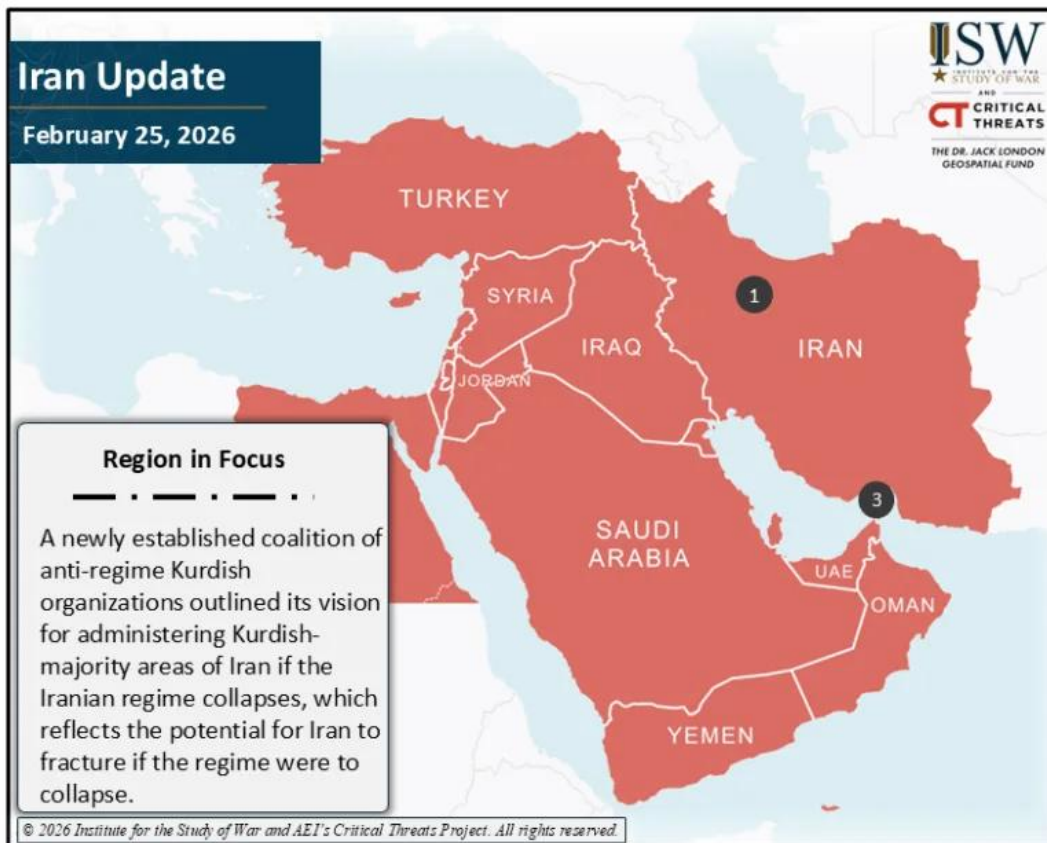 Iran Update
February 25, 2026
ISW
INSTITUTE FOR THE
STUDY OF WAR
AND
CT CRITICAL
THREATS
THE DR. JACK LONDON
GEOSPATIAL FUND
TURKEY
SYRIA
IRAQ
JORDAN
1
IRAN
3
SAUDI
ARABIA
UAE
OMAN
YEMEN
Region in Focus
A newly established coalition of
anti-regime Kurdish
organizations outlined its vision
for administering Kurdish-
majority areas of Iran if the
Iranian regime collapses, which
reflects the potential for Iran to
fracture if the regime were to
collapse.
© 2026 Institute for the Study of War and AEI's Critical Threats Project. All rights reserved.